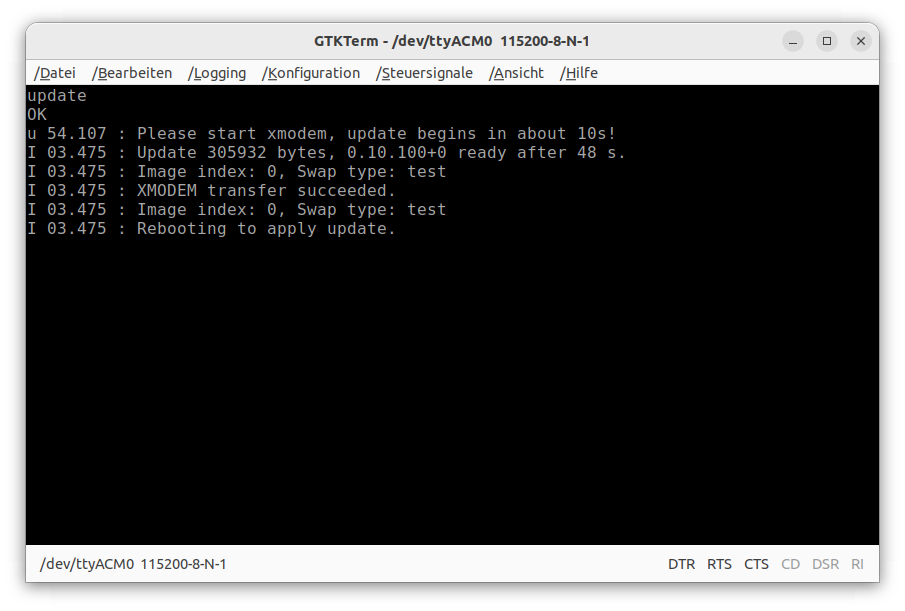 GTKTerm - /dev/ttyACM0 115200-8-N-1
/Datei /Bearbeiten /Logging /Konfiguration /Steuersignale /Ansicht /Hilfe
update
OK
u 54.107 : Please start xmodem, update begins in about 10s!
I 03.475 : Update 305932 bytes, 0.10.100+0 ready after 48 s.
I 03.475 : Image index: 0, Swap type: test
I 03.475 : XMODEM transfer succeeded.
I 03.475 : Image index: 0, Swap type: test
I 03.475 : Rebooting to apply update.
/dev/ttyACM0 115200-8-N-1 DTR RTS CTS CD DSR RI